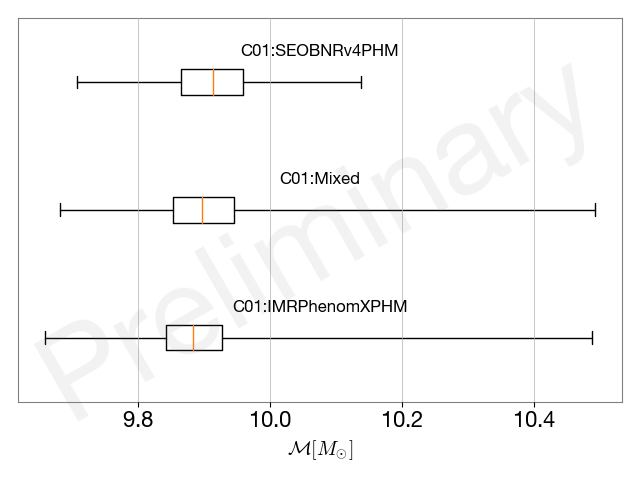 C01:SEOBNRv4PHM
C01:Mixed
C01:IMRPhenomXPHM
Preliminary
9.8 10.0 10.2 10.4
ℳ[M⊙]